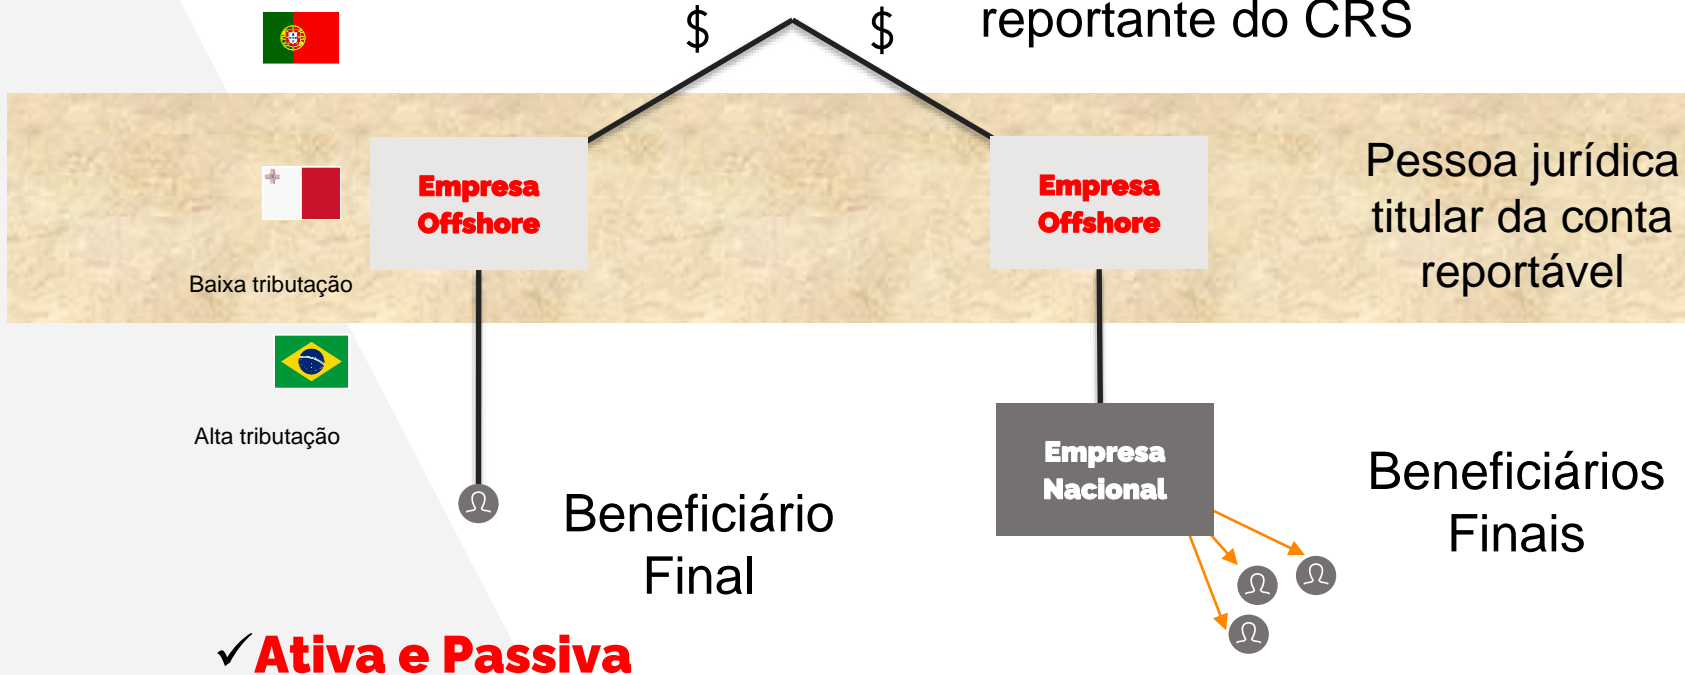 $
$
reportante do CRS
Empresa
Offshore
Empresa
Offshore
Pessoa jurídica
titular da conta
reportável
Baixa tributação
Alta tributação
Empresa
Nacional
Beneficiário
Final
Beneficiários
Finais
✓Ativa e Passiva